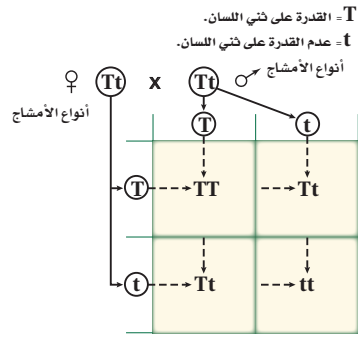 T= القدرة على ثني اللسان.
t= عدم القدرة على ثني اللسان.
أنواع الأمشاج
♀ Tt x Tt ♂
أنواع الأمشاج
T t
T TT Tt
t Tt tt